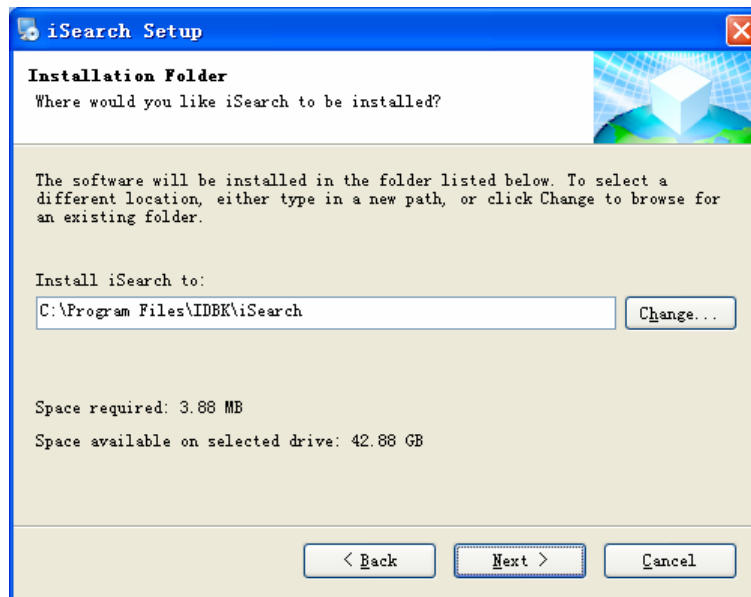 iSearch Setup
Installation Folder
Where would you like iSearch to be installed?
The software will be installed in the folder listed below. To select a
different location, either type in a new path, or click Change to browse for
an existing folder.
Install iSearch to:
C:\Program Files\IDBK\iSearch
Change...
Space required: 3.88 MB
Space available on selected drive: 42.88 GB
< Back
Next >
Cancel